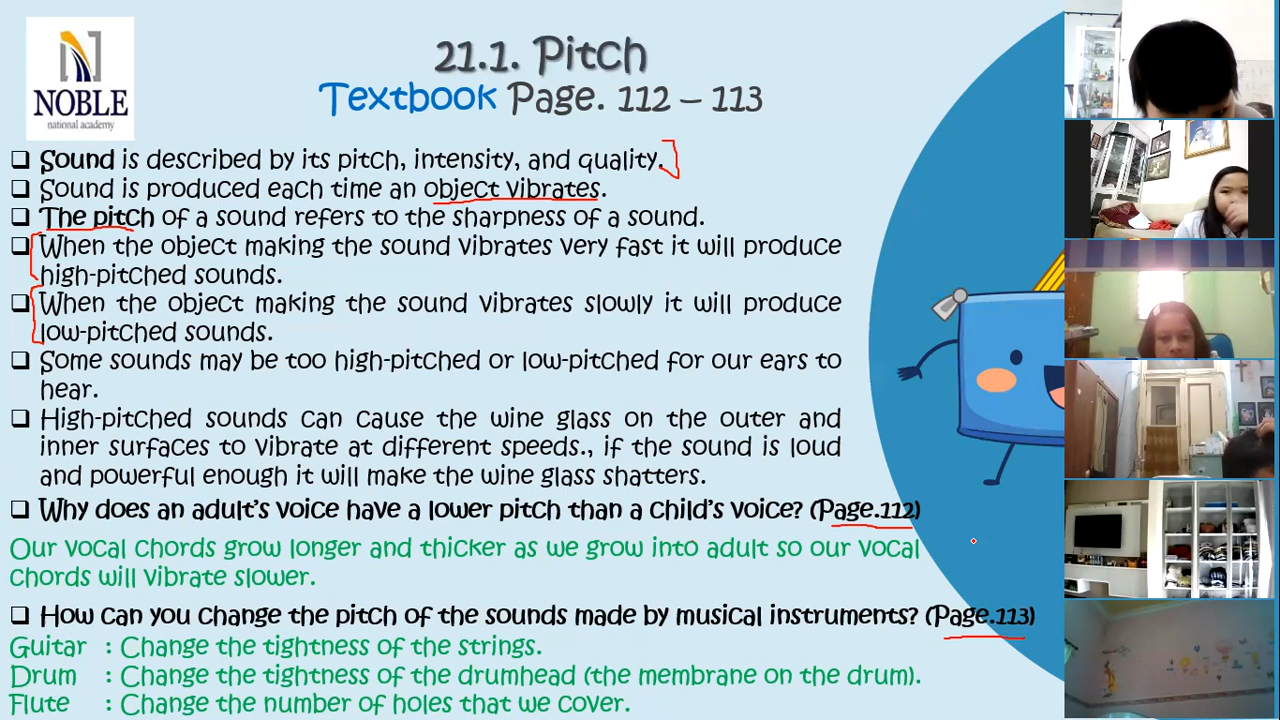 NOBLE
national academy
21.1. Pitch
Textbook Page. 112 – 113
❑ Sound is described by its pitch, intensity, and quality.
❑ Sound is produced each time an object vibrates.
❑ The pitch of a sound refers to the sharpness of a sound.
❑ When the object making the sound vibrates very fast it will produce
high-pitched sounds.
❑ When the object making the sound vibrates slowly it will produce
low-pitched sounds.
❑ Some sounds may be too high-pitched or low-pitched for our ears to
hear.
❑ High-pitched sounds can cause the wine glass on the outer and
inner surfaces to vibrate at different speeds., if the sound is loud
and powerful enough it will make the wine glass shatters.
❑ Why does an adult's voice have a lower pitch than a child's voice? (Page.112)
Our vocal chords grow longer and thicker as we grow into adult so our vocal
chords will vibrate slower.
❑ How can you change the pitch of the sounds made by musical instruments? (Page.113)
Guitar : Change the tightness of the strings.
Drum : Change the tightness of the drumhead (the membrane on the drum).
Flute : Change the number of holes that we cover.